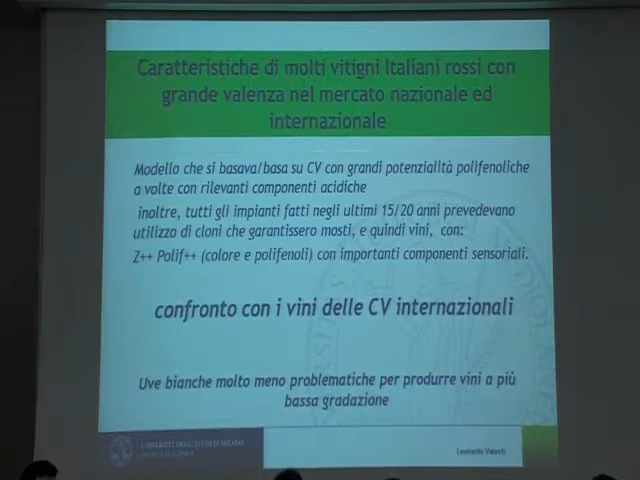 Caratteristiche di molti vitigni Italiani rossi con
grande valenza nel mercato nazionale ed
internazionale
Modello che si basava/basa su CV con grandi potenzialità polifenoliche
a volte con rilevanti componenti acidiche
inoltre, tutti gli impianti fatti negli ultimi 15/20 anni prevedevano
utilizzo di cloni che garantissero mosti, e quindi vini, con:
Z++ Polif++ (colore e polifenoli) con importanti componenti sensoriali.
confronto con i vini delle CV internazionali
Uve bianche molto meno problematiche per produrre vini a più
bassa gradazione
UNIVERSITÀ DEGLI STUDI DI MILANO
Leonardo Valenti